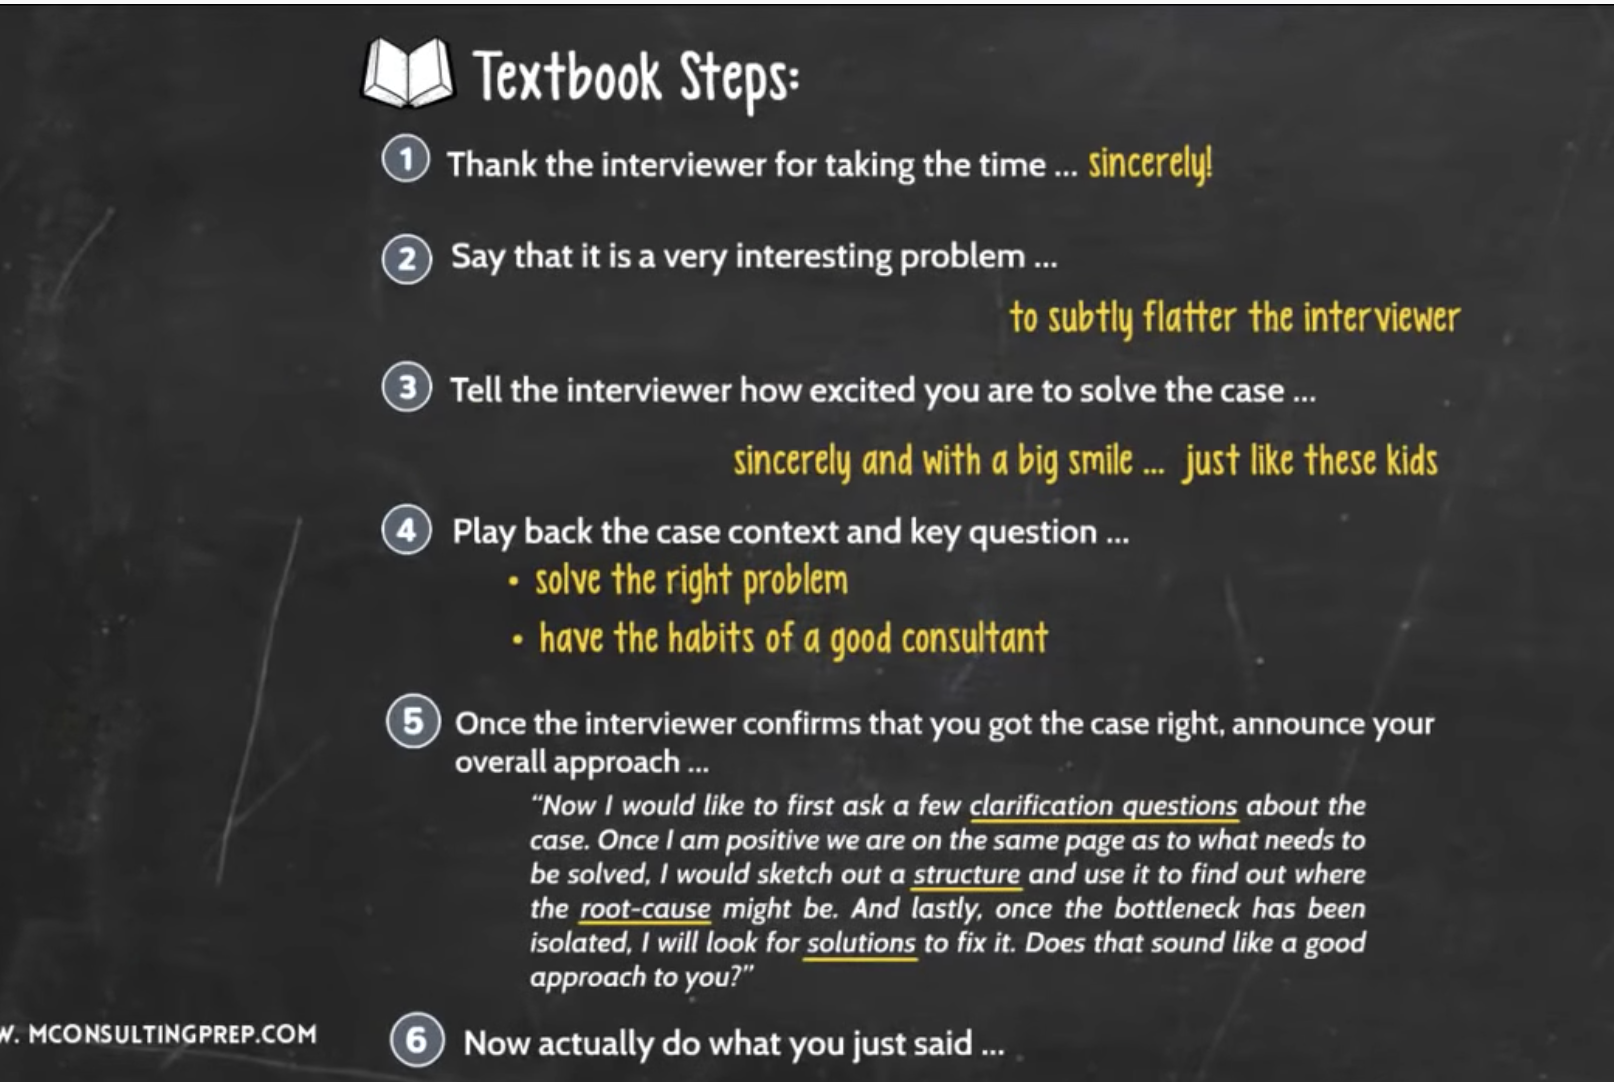 Textbook Steps:
1 Thank the interviewer for taking the time ... sincerely!
2 Say that it is a very interesting problem ...
to subtly flatter the interviewer
3 Tell the interviewer how excited you are to solve the case ...
sincerely and with a big smile ... just like these kids
4 Play back the case context and key question ...
• solve the right problem
• have the habits of a good consultant
5 Once the interviewer confirms that you got the case right, announce your
overall approach ...
“Now I would like to first ask a few clarification questions about the
case. Once I am positive we are on the same page as to what needs to
be solved, I would sketch out a structure and use it to find out where
the root-cause might be. And lastly, once the bottleneck has been
isolated, I will look for solutions to fix it. Does that sound like a good
approach to you?”
W. MCONSULTINGPREP.COM
6 Now actually do what you just said ...